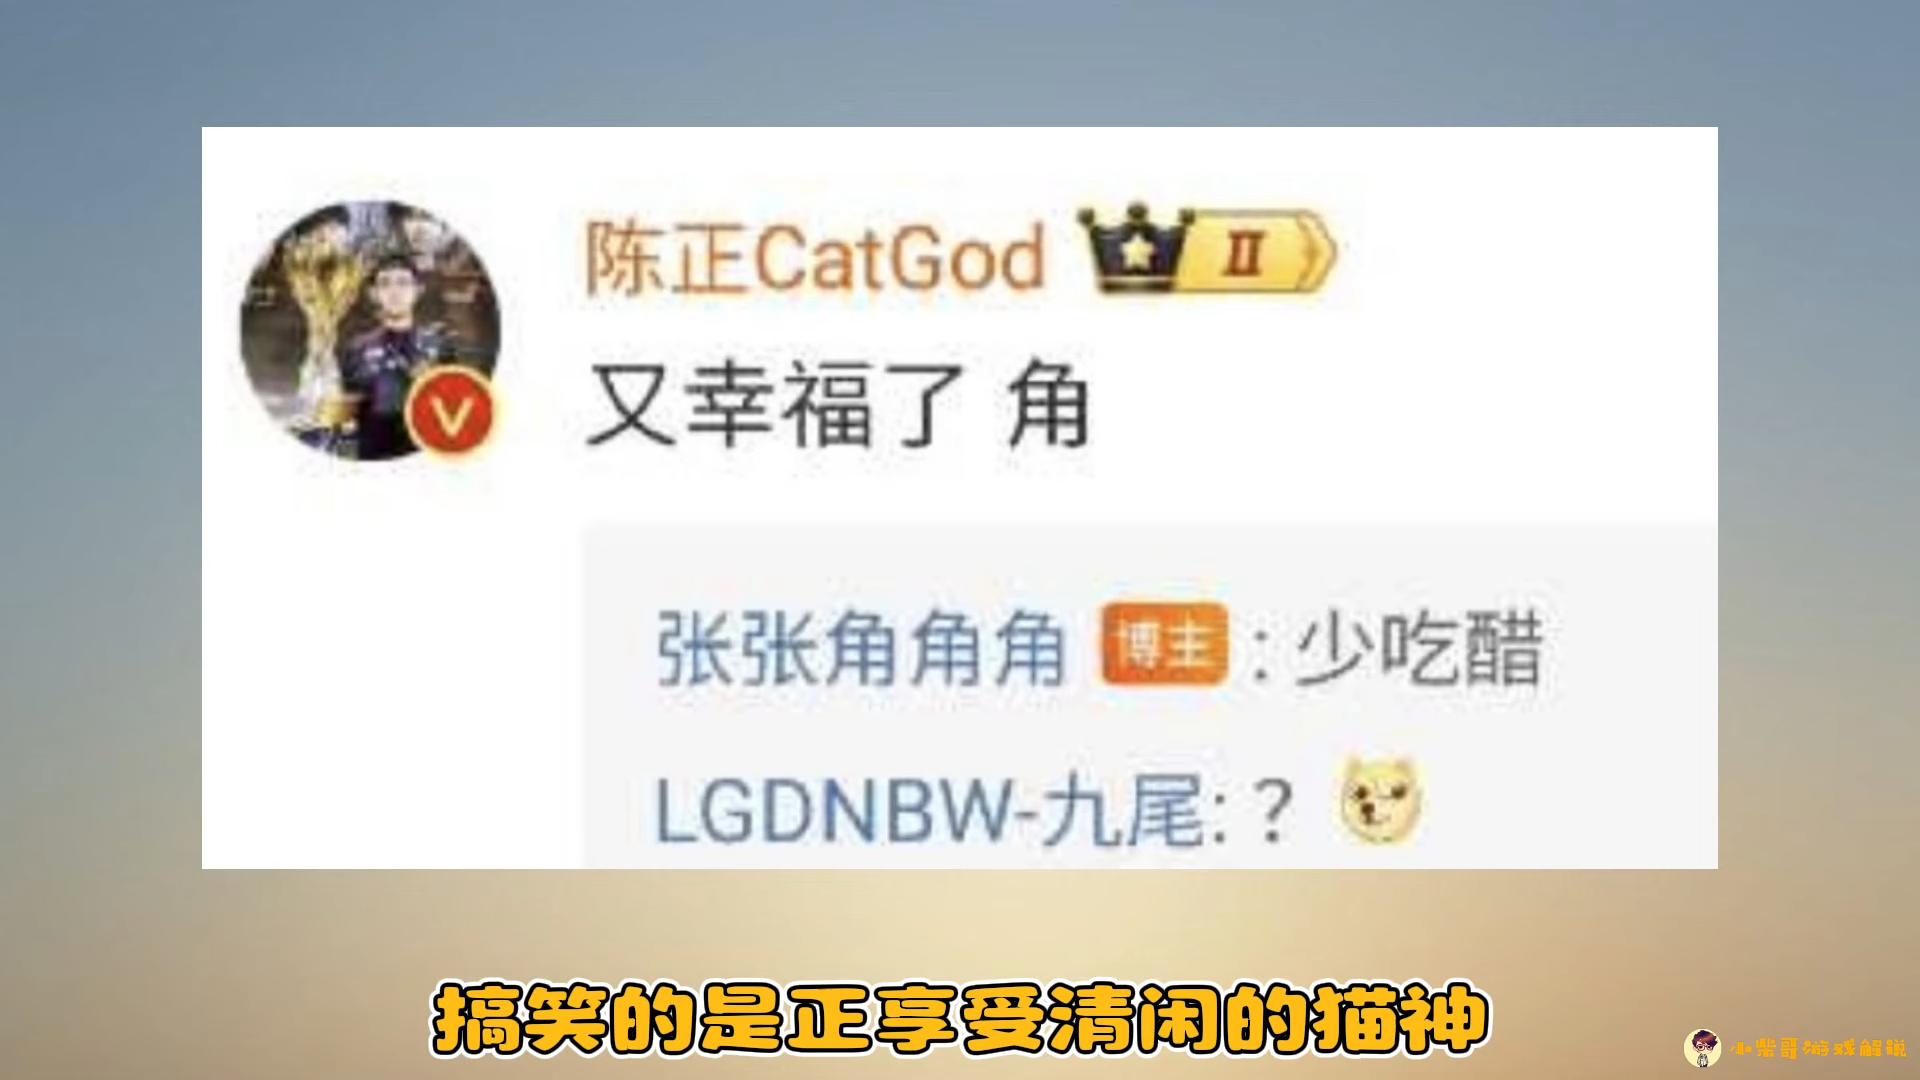 陈正CatGod II
又幸福了 角
张张角角角 博主 : 少吃醋
LGDNBW-九尾: ?
搞笑的是正享受清闲的猫神
小柴哥游戏解说